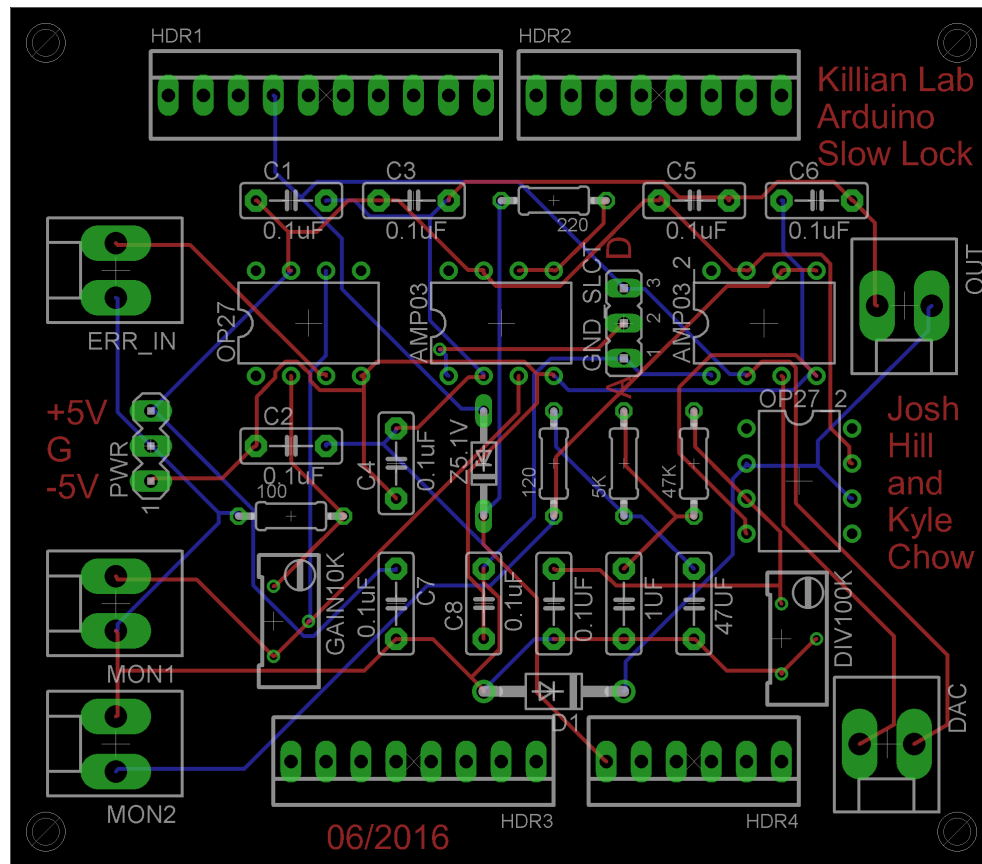 HDR1
HDR2
Killian Lab
Arduino
Slow Lock
C1
C3
C5
C6
0.1uF
0.1uF
220
0.1uF
0.1uF
D
SLCT
GND
A
3
2
1
OP27
AMP03
AMP03_2
OUT
ERR_IN
+5V
G
-5V
PWR
1
C2
0.1uF
100
C4
0.1uF
Z5.1V
120
5K
47K
OP27_2
Josh
Hill
and
Kyle
Chow
GAIN10K
0.1uF
C7
C8
0.1uF
0.1UF
1UF
47UF
DIV100K
MON1
MON2
D1
DAC
HDR3
HDR4
06/2016